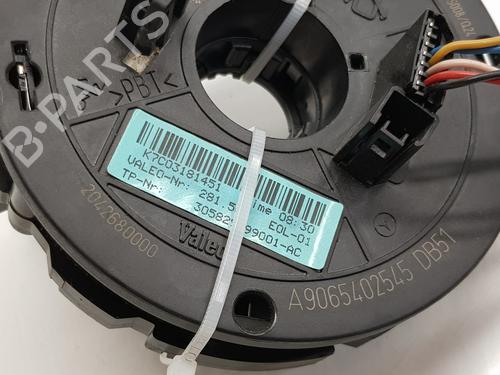 B-PARTS
>PBT<
K7C03181451
VALEO-Nr: 281.5 Time 08:30
TP-Nr: EOL-01
99001-AC
Valeo
2042680000
A9065402545 DB51